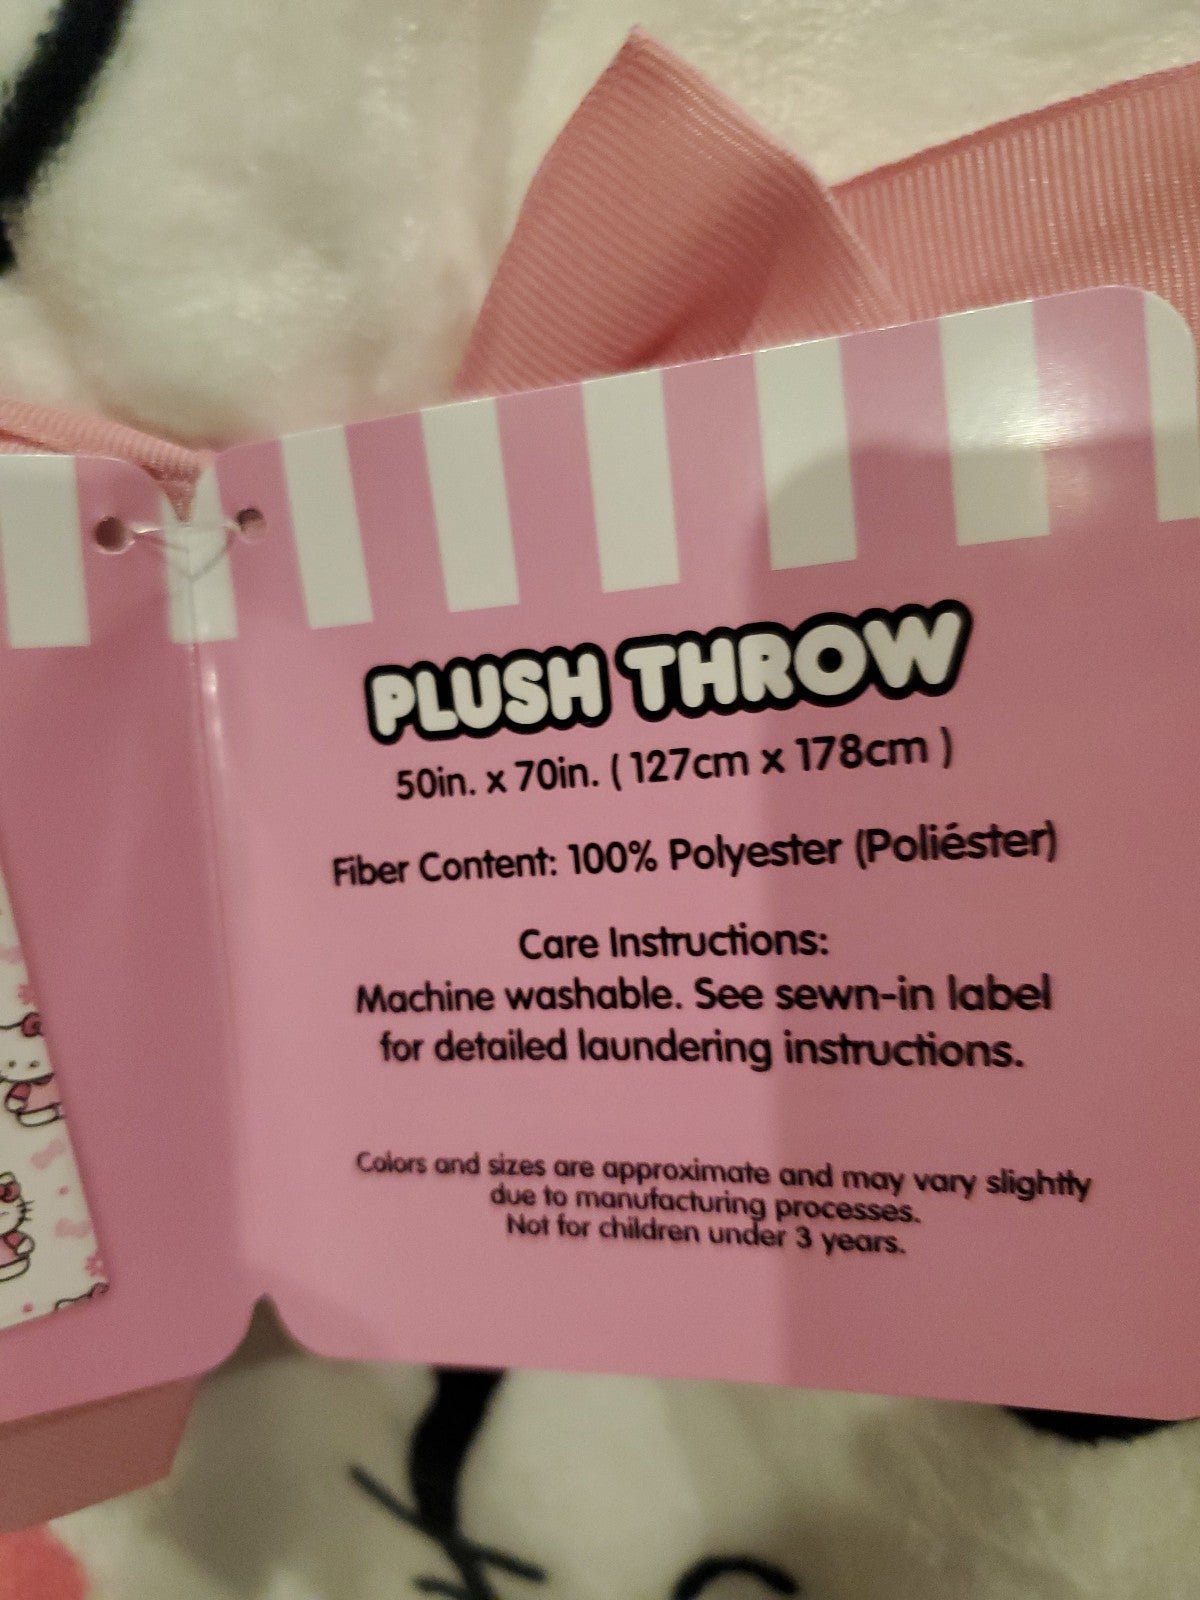 PLUSH THROW
50in. x 70in. ( 127cm x 178cm )
Fiber Content: 100% Polyester (Poliéster)
Care Instructions:
Machine washable. See sewn-in label
for detailed laundering instructions.
Colors and sizes are approximate and may vary slightly
due to manufacturing processes.
Not for children under 3 years.